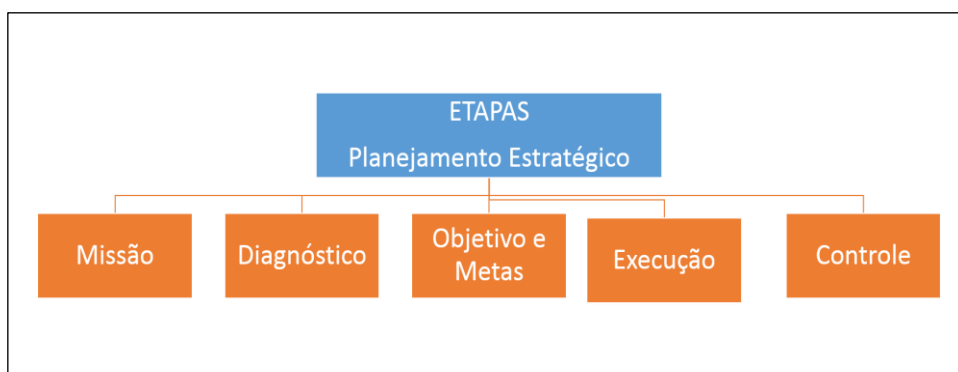 ETAPAS
Planejamento Estratégico
Missão
Diagnóstico
Objetivo e
Metas
Execução
Controle